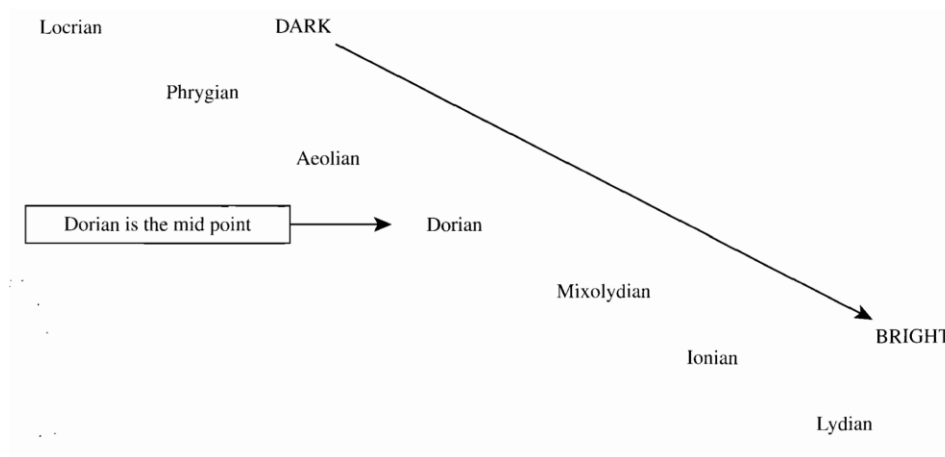 Locrian
DARK
Phrygian
Aeolian
Dorian is the mid point
Dorian
Mixolydian
BRIGHT
Ionian
Lydian